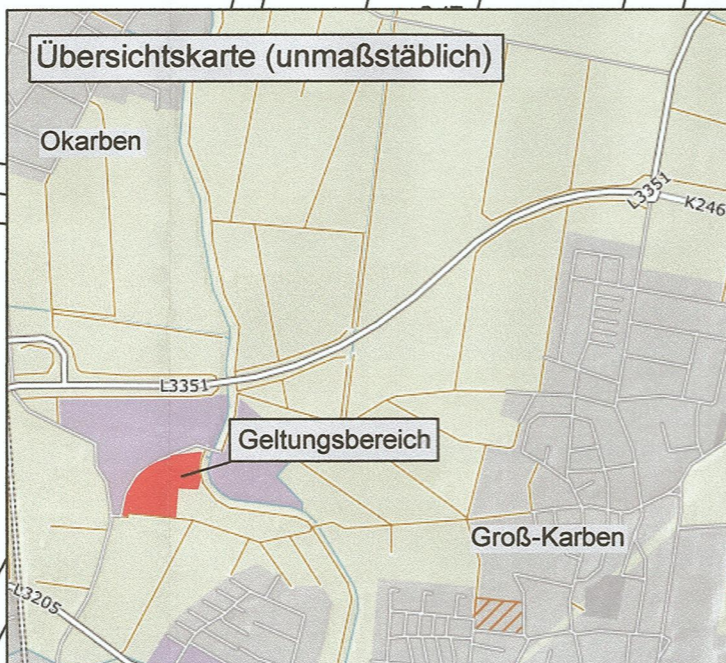 Übersichtskarte (unmaßstäblich)
Okarben
L3351
K246
L3351
Geltungsbereich
Groß-Karben
L3205